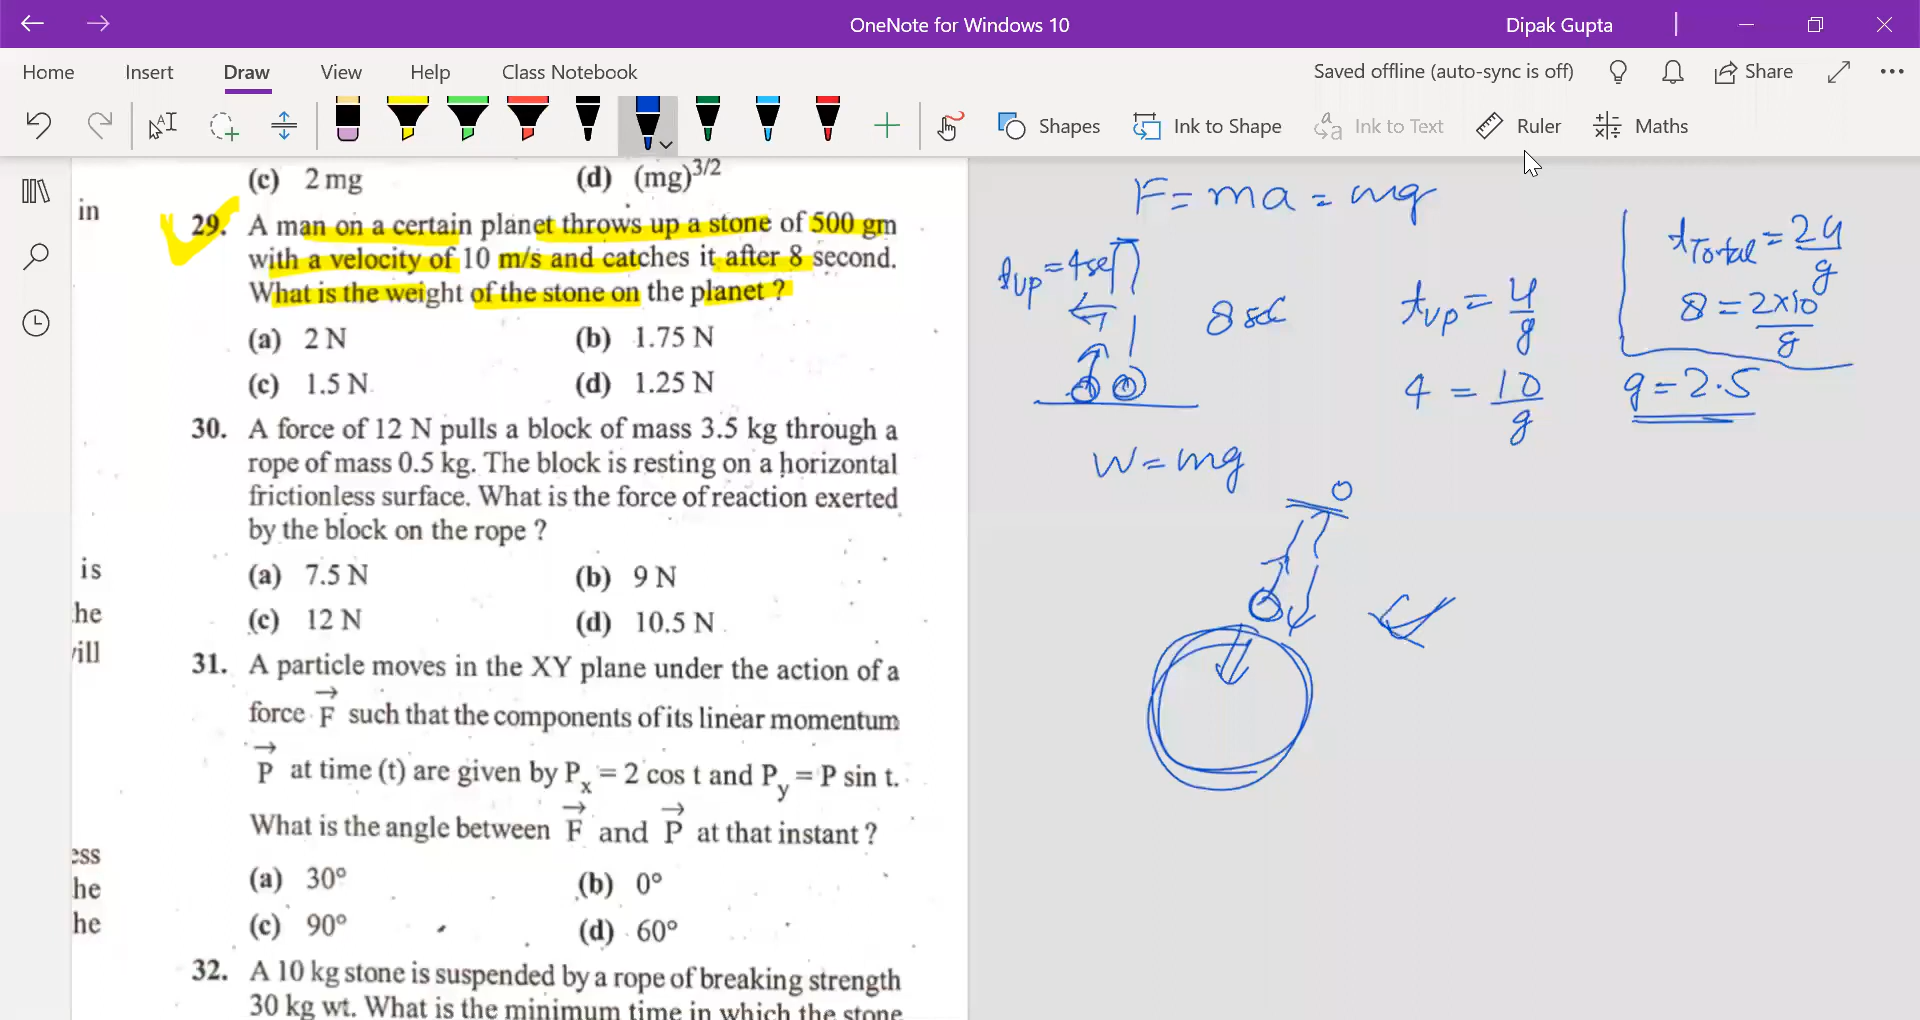 OneNote for Windows 10
Dipak Gupta
Home Insert Draw View Help Class Notebook
Saved offline (auto-sync is off) Share
Shapes Ink to Shape Ink to Text Ruler Maths
in
(c) 2 mg (d) (mg)^3/2
29. A man on a certain planet throws up a stone of 500 gm
with a velocity of 10 m/s and catches it after 8 second.
What is the weight of the stone on the planet ?
(a) 2 N (b) 1.75 N
(c) 1.5 N (d) 1.25 N
30. A force of 12 N pulls a block of mass 3.5 kg through a
rope of mass 0.5 kg. The block is resting on a horizontal
frictionless surface. What is the force of reaction exerted
by the block on the rope ?
is
(a) 7.5 N (b) 9 N
he
(c) 12 N (d) 10.5 N
ill
31. A particle moves in the XY plane under the action of a
force F→ such that the components of its linear momentum
P→ at time (t) are given by Px = 2 cos t and Py = P sin t.
What is the angle between F→ and P→ at that instant ?
ess
(a) 30° (b) 0°
he
(c) 90° (d) 60°
he
32. A 10 kg stone is suspended by a rope of breaking strength
30 kg wt. What is the minimum time in which the stone
F = ma = mg
tup = 4sec
8 sec
tup = u/g
4 = 10/g
tTortal = 2u/g
8 = 2×10/g
g = 2.5
W = mg